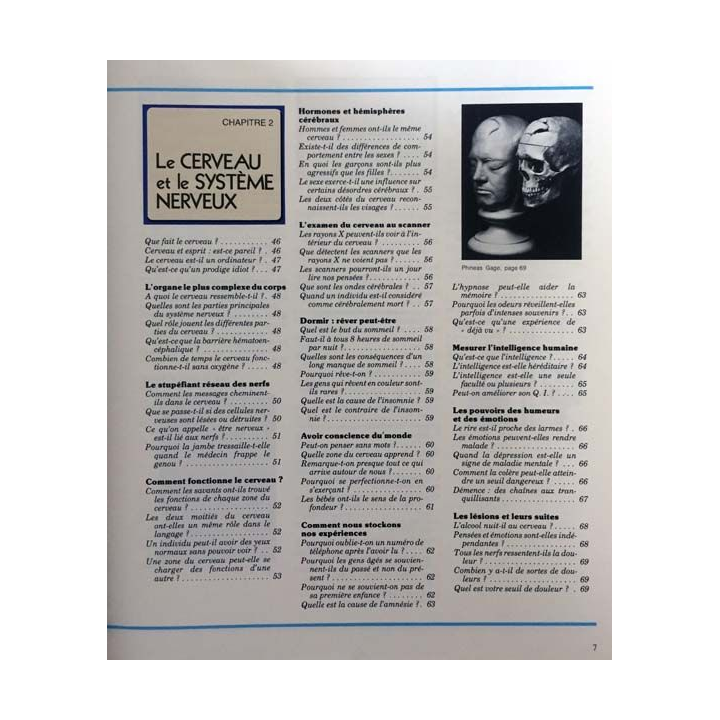 CHAPITRE 2
Le CERVEAU
et le SYSTÈME
NERVEUX
Que fait le cerveau ? . . . . . . . . . . . 46
Cerveau et esprit : est-ce pareil ? . 46
Le cerveau est-il un ordinateur ? . 47
Qu'est-ce qu'un prodige idiot ? . . . 47
L'organe le plus complexe du corps
A quoi le cerveau ressemble-t-il ? . 48
Quelles sont les parties principales
du système nerveux ? . . . . . . . . 48
Quel rôle jouent les différentes par-
ties du cerveau ? . . . . . . . . . . . 48
Qu'est-ce que la barrière hématoen-
céphalique ? . . . . . . . . . . . . . . 48
Combien de temps le cerveau fonc-
tionne-t-il sans oxygène ? . . . . . 48
Le stupéfiant réseau des nerfs
Comment les messages cheminent-
ils dans le cerveau ? . . . . . . . . . 50
Que se passe-t-il si des cellules ner-
veuses sont lésées ou détruites ? 50
Ce qu'on appelle « être nerveux »
est-il lié aux nerfs ? . . . . . . . . . . 51
Pourquoi la jambe tressaille-t-elle
quand le médecin frappe le
genou ? . . . . . . . . . . . . . . . . . . 51
Comment fonctionne le cerveau ?
Comment les savants ont-ils trouvé
les fonctions de chaque zone du
cerveau ? . . . . . . . . . . . . . . . . . 52
Les deux moitiés du cerveau
ont-elles un même rôle dans le
langage ? . . . . . . . . . . . . . . . . . 52
Un individu peut-il avoir des yeux
normaux sans pouvoir voir ? . . 52
Une zone du cerveau peut-elle se
charger des fonctions d'une
autre ? . . . . . . . . . . . . . . . . . . . 53
Hormones et hémisphères
cérébraux
Hommes et femmes ont-ils le même
cerveau ? . . . . . . . . . . . . . . . . . 54
Existe-t-il des différences de com-
portement entre les sexes ? . . . . 54
En quoi les garçons sont-ils plus
agressifs que les filles ? . . . . . . . 54
Le sexe exerce-t-il une influence sur
certains désordres cérébraux ? . 55
Les deux côtés du cerveau recon-
naissent-ils les visages ? . . . . . . 55
L'examen du cerveau au scanner
Les rayons X peuvent-ils voir à l'in-
térieur du cerveau ? . . . . . . . . . 56
Que détectent les scanners que les
rayons X ne voient pas ? . . . . . . 56
Les scanners pourront-ils un jour
lire nos pensées ? . . . . . . . . . . . 56
Que sont les ondes cérébrales ? . . 57
Quand un individu est-il considéré
comme cérébralement mort ? . . 57
Dormir : rêver peut-être
Quel est le but du sommeil ? . . . . 58
Faut-il à tous 8 heures de sommeil
par nuit ? . . . . . . . . . . . . . . . . . 58
Quelles sont les conséquences d'un
long manque de sommeil ? . . . . 58
Pourquoi rêve-t-on ? . . . . . . . . . . 59
Les gens qui rêvent en couleur sont-
ils rares ? . . . . . . . . . . . . . . . . . 59
Quelle est la cause de l'insomnie ? 59
Quel est le contraire de l'insom-
nie ? . . . . . . . . . . . . . . . . . . . . . 59
Avoir conscience du monde
Peut-on penser sans mots ? . . . . . 60
Quelle zone du cerveau apprend ? 60
Remarque-t-on presque tout ce qui
arrive autour de nous ? . . . . . . . 60
Pourquoi se perfectionne-t-on en
s'exerçant ? . . . . . . . . . . . . . . . 60
Les bébés ont-ils le sens de la pro-
fondeur ? . . . . . . . . . . . . . . . . . 61
Comment nous stockons
nos expériences
Pourquoi oublie-t-on un numéro de
téléphone après l'avoir lu ? . . . . 62
Pourquoi les gens âgés se souvien-
nent-ils du passé et non du pré-
sent ? . . . . . . . . . . . . . . . . . . . . 62
Pourquoi ne se souvient-on pas de
sa première enfance ? . . . . . . . . 62
Quelle est la cause de l'amnésie ? . 63
Phineas Gage, page 69
L'hypnose peut-elle aider la
mémoire ? . . . . . . . . . . . . . . . . 63
Pourquoi les odeurs réveillent-elles
parfois d'intenses souvenirs ? . . 63
Qu'est-ce qu'une expérience de
« déjà vu » ? . . . . . . . . . . . . . . . 63
Mesurer l'intelligence humaine
Qu'est-ce que l'intelligence ? . . . . . 64
L'intelligence est-elle héréditaire ? 64
L'intelligence est-elle une seule
faculté ou plusieurs ? . . . . . . . . 65
Peut-on améliorer son Q. I. ? . . . . 65
Les pouvoirs des humeurs
et des émotions
Le rire est-il proche des larmes ? . 66
Les émotions peuvent-elles rendre
malade ? . . . . . . . . . . . . . . . . . . 66
Quand la dépression est-elle un
signe de maladie mentale ? . . . 66
Comment la colère peut-elle attein-
dre un seuil dangereux ? . . . . . 66
Démence : des chaînes aux tran-
quillisants . . . . . . . . . . . . . . . . 67
Les lésions et leurs suites
L'alcool nuit-il au cerveau ? . . . . . 68
Pensées et émotions sont-elles indé-
pendantes ? . . . . . . . . . . . . . . . 68
Tous les nerfs ressentent-ils la dou-
leur ? . . . . . . . . . . . . . . . . . . . . 69
Combien y a-t-il de sortes de dou-
leurs ? . . . . . . . . . . . . . . . . . . . 69
Quel est votre seuil de douleur ? . 69
7